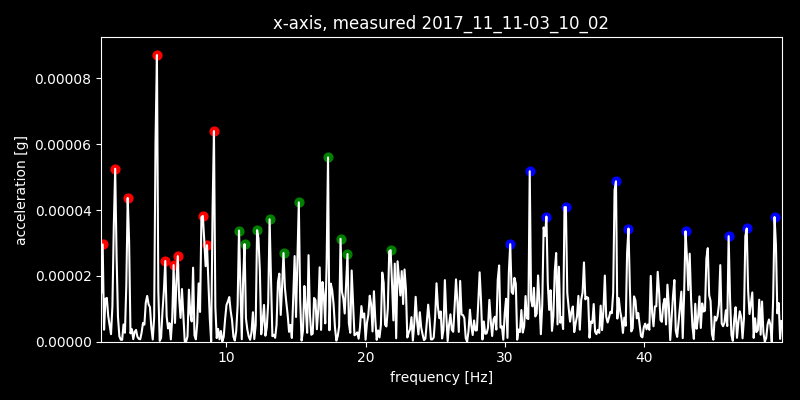 x-axis, measured 2017_11_11-03_10_02
acceleration [g]
0.00008
0.00006
0.00004
0.00002
0.00000
10 20 30 40
frequency [Hz]